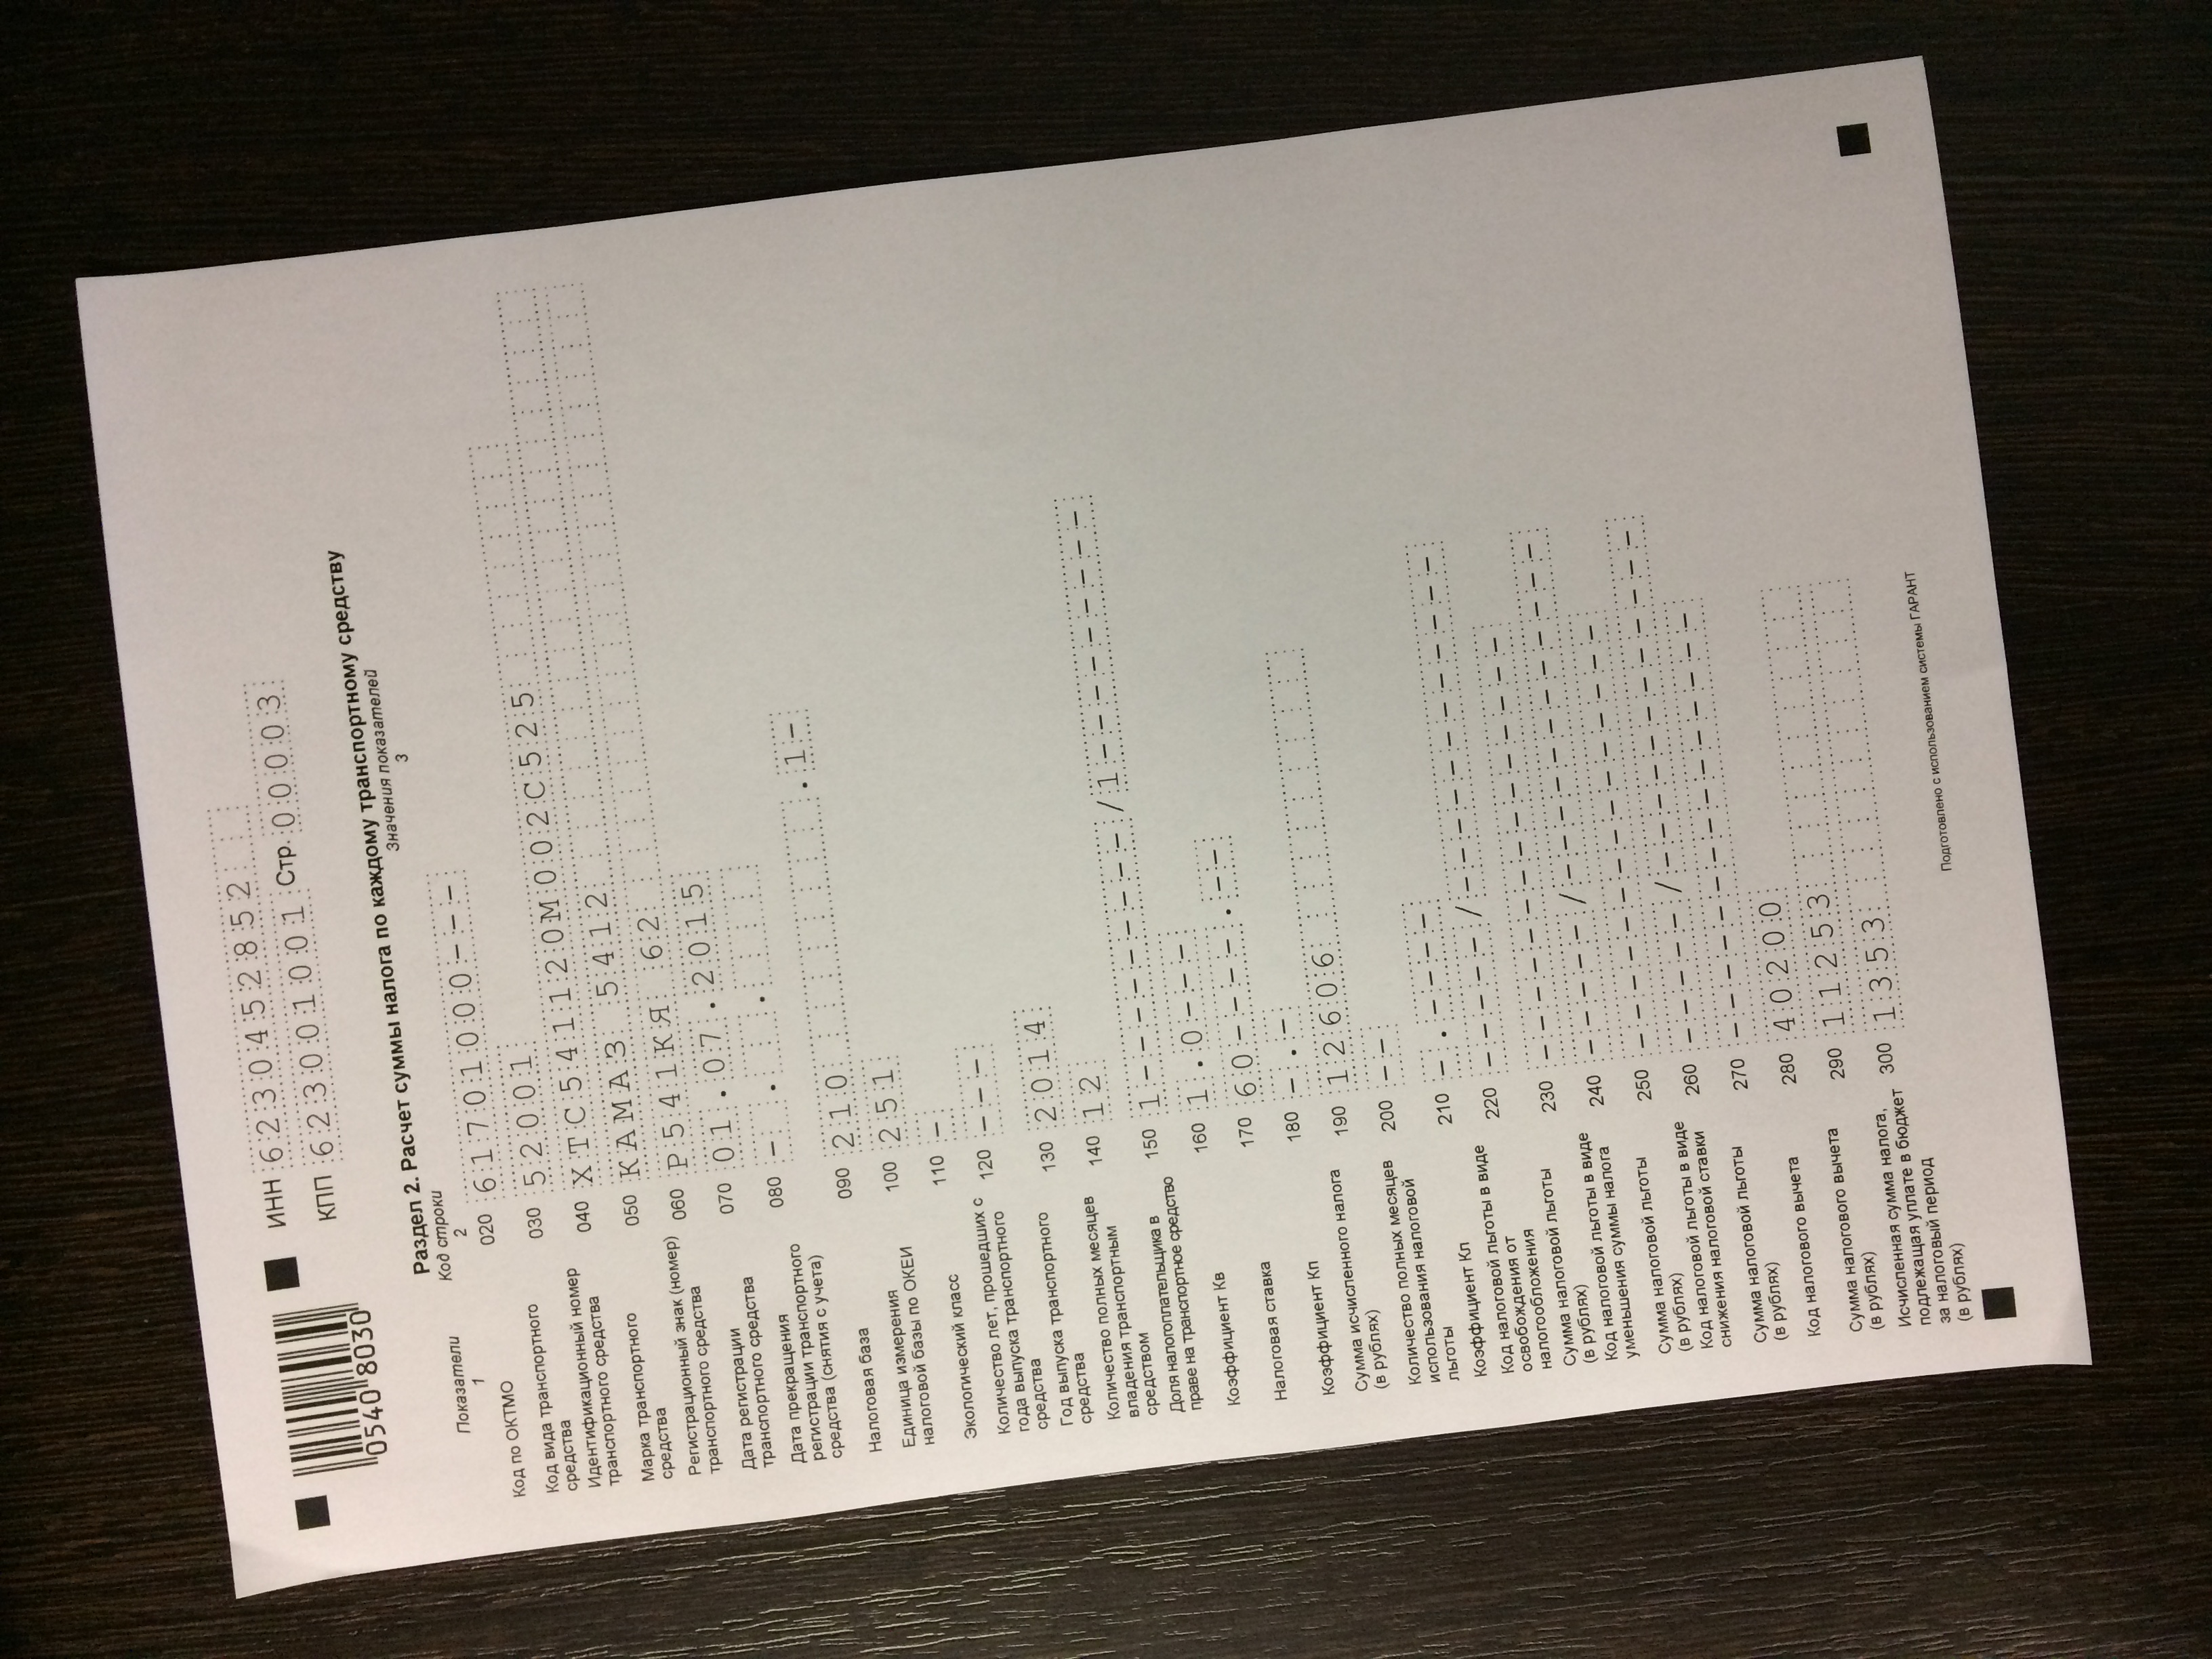 ИНН 6230452852
КПП 623001001 Стр. 00003
0540 8030
Раздел 2. Расчет суммы налога по каждому транспортному средству
Показатели Код строки Значения показателей
1 2 3
Код по ОКТМО 020 61701000---
Код вида транспортного
средства 030 52001
Идентификационный номер
транспортного средства 040 ХТС541120М002С525
Марка транспортного
средства 050 КАМАЗ 5412
Регистрационный знак (номер)
транспортного средства 060 Р541КЯ 62
Дата регистрации
транспортного средства 070 01.07.2015
Дата прекращения
регистрации транспортного
средства (снятия с учета) 080 - . .
Налоговая база 090 210 .1-
Единица измерения
налоговой базы по ОКЕИ 100 251
Экологический класс 110 -
Количество лет, прошедших с
года выпуска транспортного
средства 120 ---
Год выпуска транспортного
средства 130 2014
Количество полных месяцев
владения транспортным
средством 140 12
Доля налогоплательщика в
праве на транспортное средство 150 1---------/1---------
Коэффициент Кв 160 1.0---
Налоговая ставка 170 60----.--
Коэффициент Кп 180 -.-
Сумма исчисленного налога
(в рублях) 190 12606
Количество полных месяцев
использования налоговой
льготы 200 --
Коэффициент Кл 210 -.----
Код налоговой льготы в виде
освобождения от
налогообложения 220 -----/------------
Сумма налоговой льготы
(в рублях) 230 ---------------
Код налоговой льготы в виде
уменьшения суммы налога 240 -----/------------
Сумма налоговой льготы
(в рублях) 250 ---------------
Код налоговой льготы в виде
снижения налоговой ставки 260 -----/------------
Сумма налоговой льготы
(в рублях) 270 ---------------
Код налогового вычета 280 40200
Сумма налогового вычета
(в рублях) 290 11253
Исчисленная сумма налога,
подлежащая уплате в бюджет
за налоговый период
(в рублях) 300 1353
Подготовлено с использованием системы ГАРАНТ